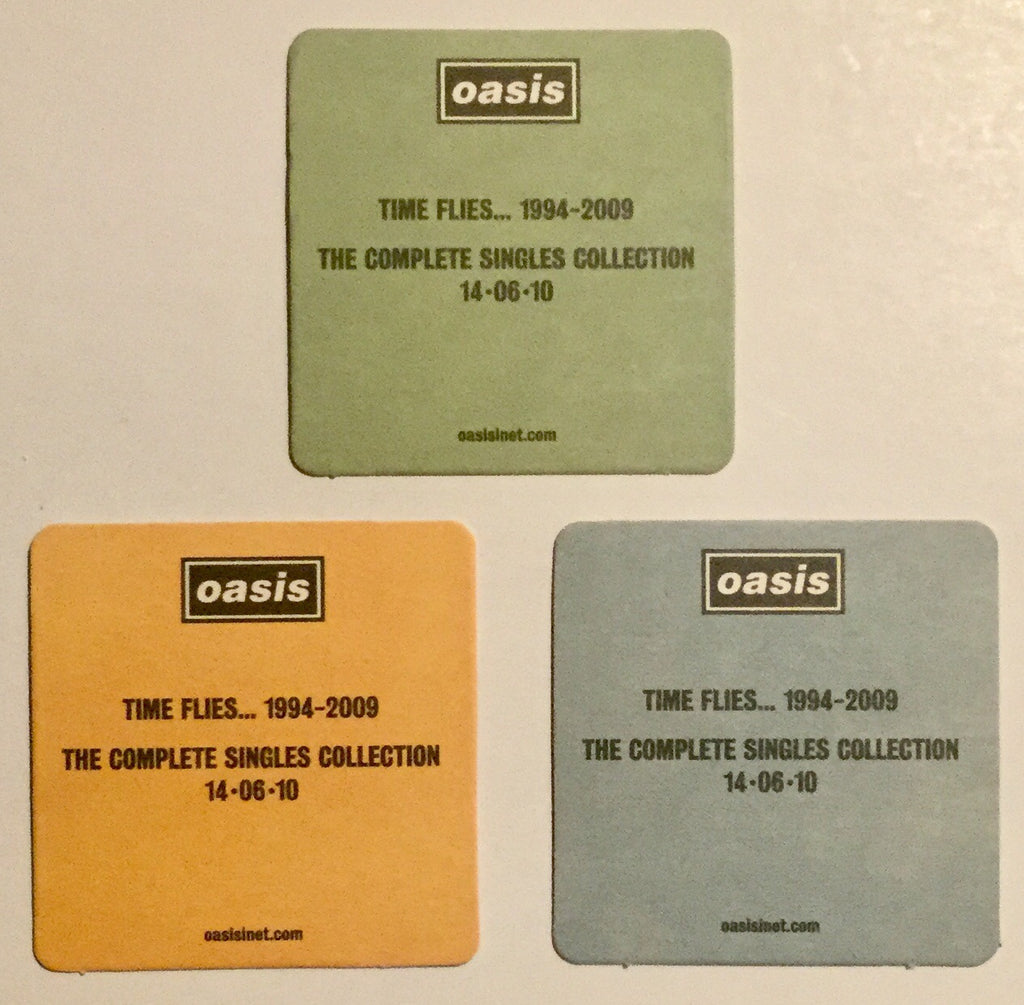 oasis
TIME FLIES... 1994-2009
THE COMPLETE SINGLES COLLECTION
14•06•10
oasisinet.com
oasis
TIME FLIES... 1994-2009
THE COMPLETE SINGLES COLLECTION
14•06•10
oasisinet.com
oasis
TIME FLIES... 1994-2009
THE COMPLETE SINGLES COLLECTION
14•06•10
oasisinet.com